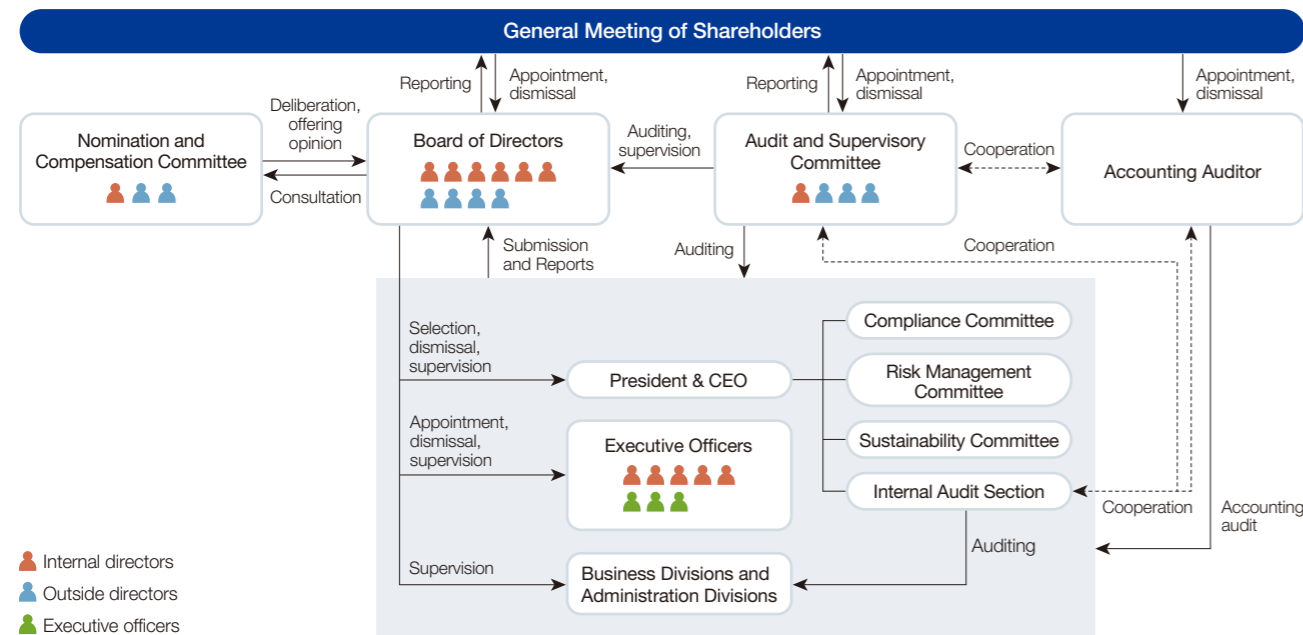 General Meeting of Shareholders
Reporting
Appointment,
dismissal
Reporting
Appointment,
dismissal
Appointment,
dismissal
Nomination and
Compensation Committee
Deliberation,
offering
opinion
Consultation
Board of Directors
Auditing,
supervision
Audit and Supervisory
Committee
Cooperation
Accounting Auditor
Submission
and Reports
Auditing
Cooperation
Selection,
dismissal,
supervision
President & CEO
Compliance Committee
Risk Management
Committee
Sustainability Committee
Internal Audit Section
Appointment,
dismissal,
supervision
Executive Officers
Cooperation
Accounting
audit
Auditing
Supervision
Business Divisions and
Administration Divisions
Internal directors
Outside directors
Executive officers